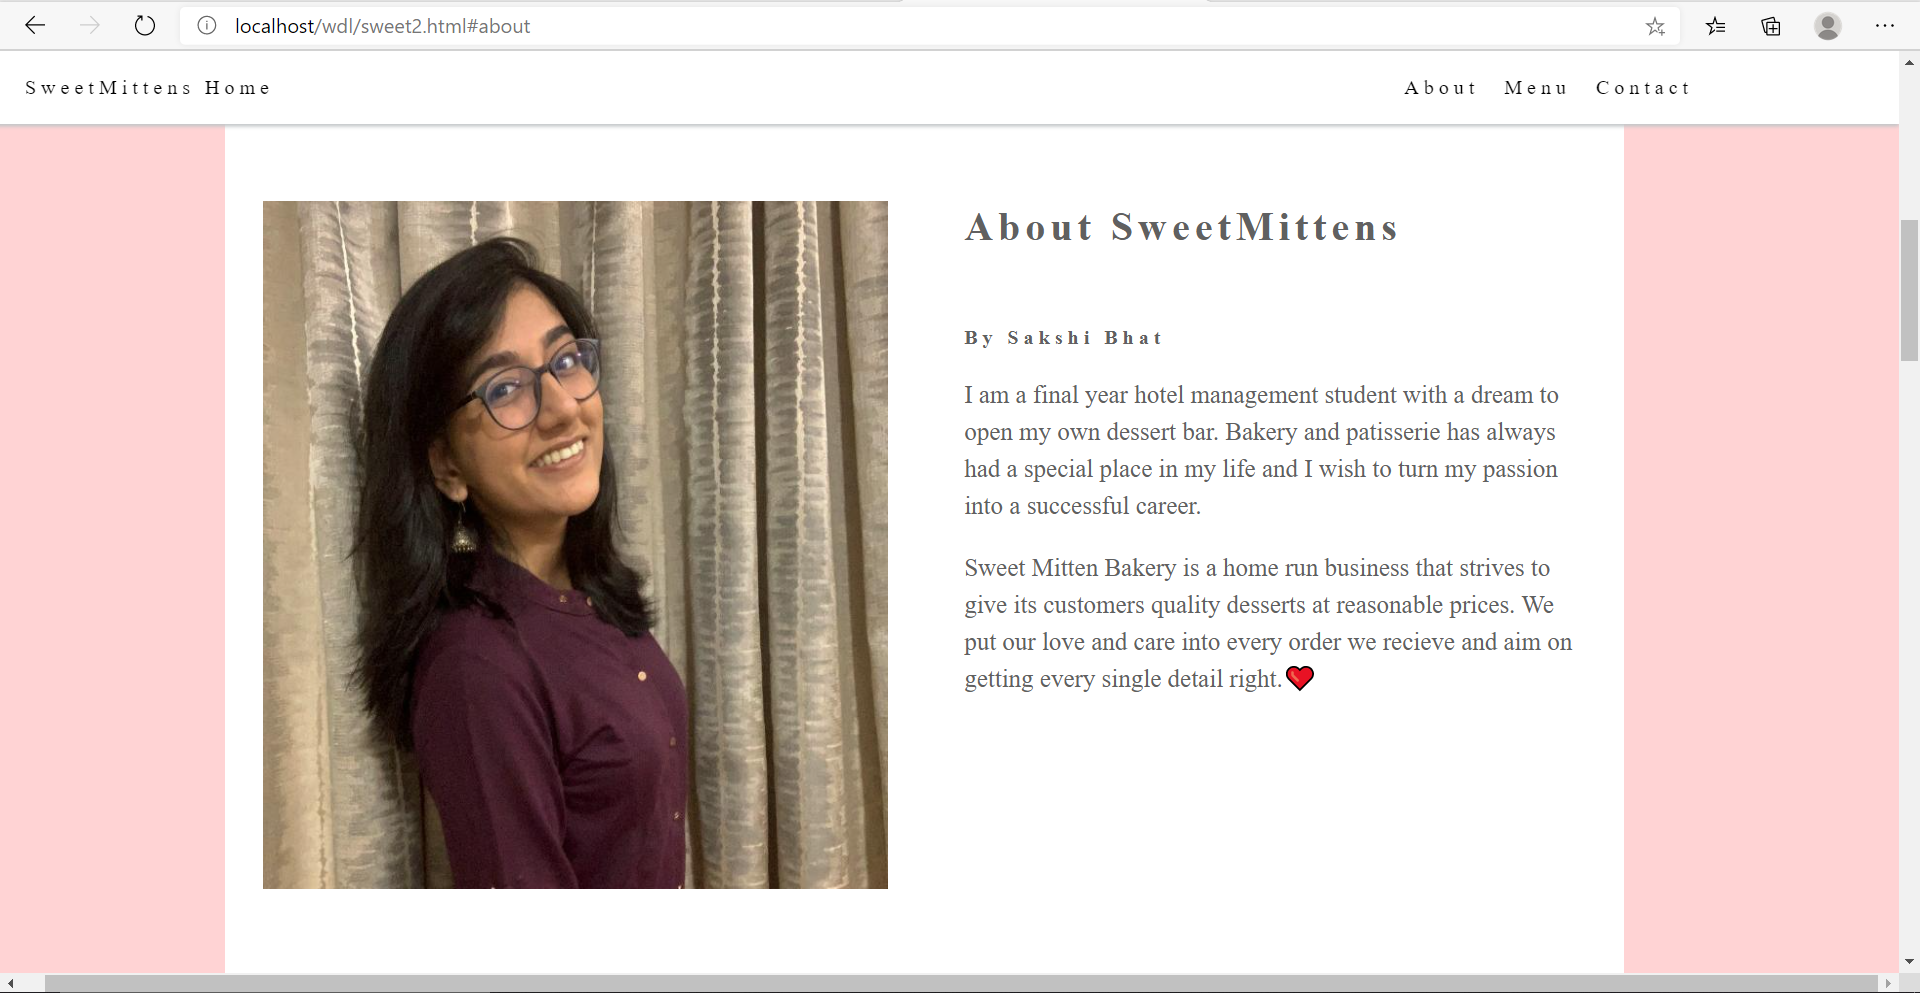 localhost/wdl/sweet2.html#about
SweetMittens Home
About Menu Contact
About SweetMittens
By Sakshi Bhat
I am a final year hotel management student with a dream to
open my own dessert bar. Bakery and patisserie has always
had a special place in my life and I wish to turn my passion
into a successful career.
Sweet Mitten Bakery is a home run business that strives to
give its customers quality desserts at reasonable prices. We
put our love and care into every order we recieve and aim on
getting every single detail right.❤️